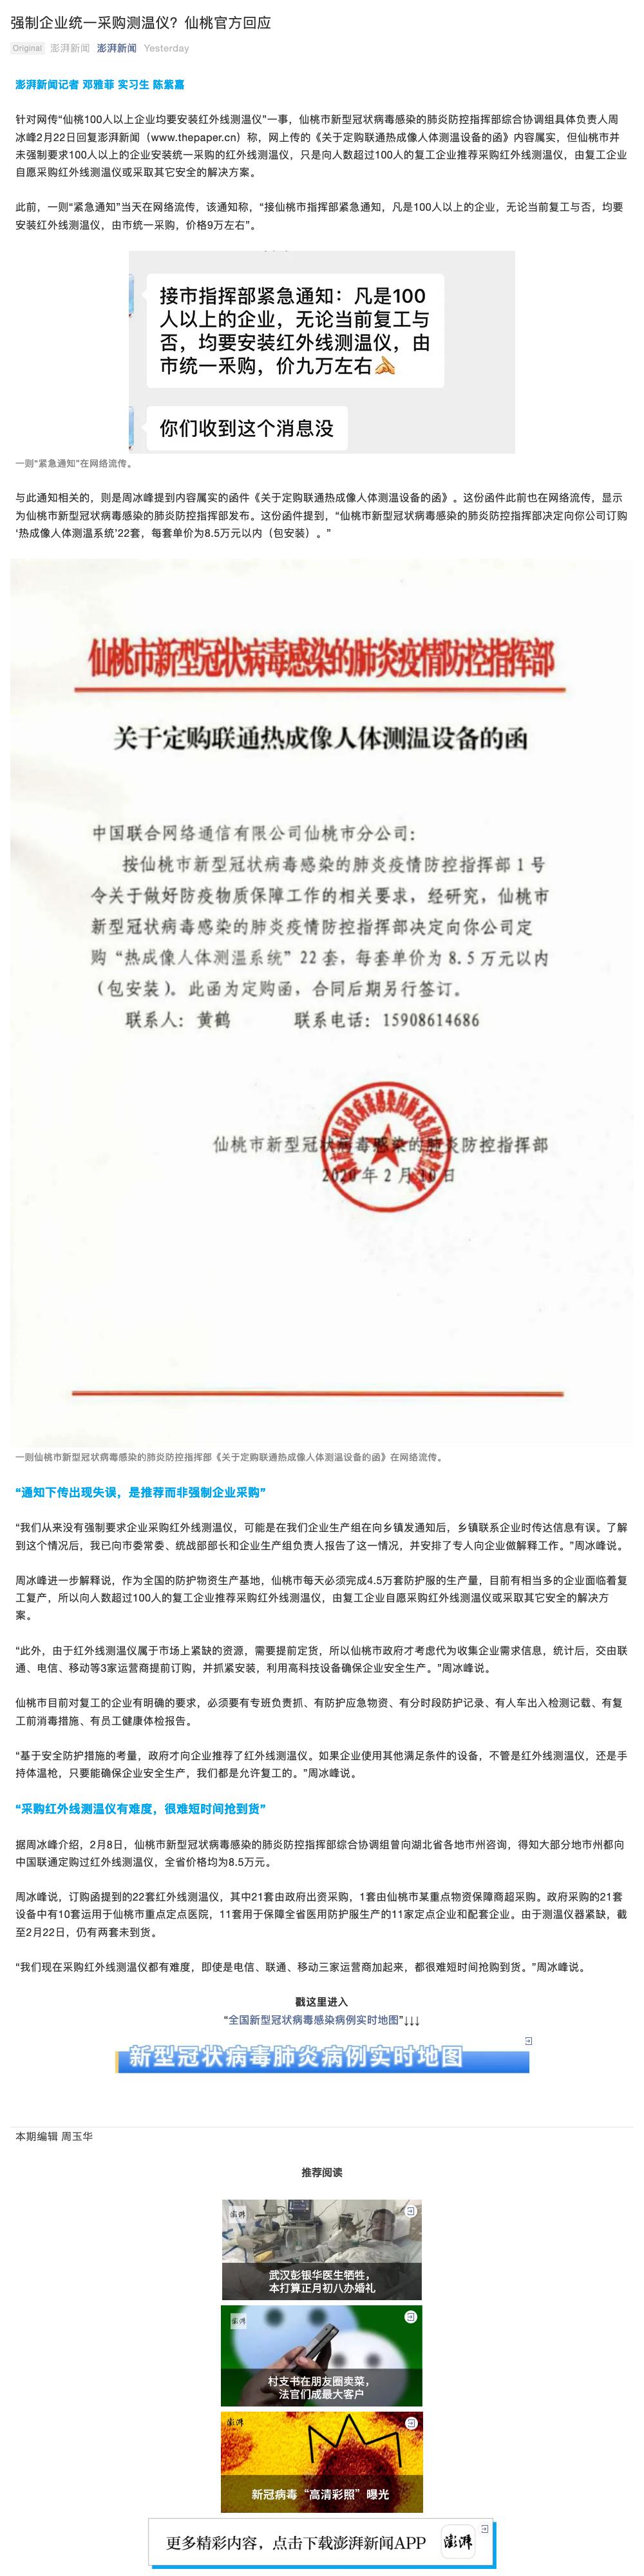 强制企业统一采购测温仪？仙桃官方回应
Original 澎湃新闻 澎湃新闻 Yesterday
澎湃新闻记者 邓雅菲 实习生 陈紫嘉
针对网传“仙桃100人以上企业均要安装红外线测温仪”一事，仙桃市新型冠状病毒感染的肺炎防控指挥部综合协调组具体负责人周
冰峰2月22日回复澎湃新闻（www.thepaper.cn）称，网上传的《关于定购联通热成像人体测温设备的函》内容属实，但仙桃市并
未强制要求100人以上的企业安装统一采购的红外线测温仪，只是向人数超过100人的复工企业推荐采购红外线测温仪，由复工企业
自愿采购红外线测温仪或采取其它安全的解决方案。
此前，一则“紧急通知”当天在网络流传，该通知称，“接仙桃市指挥部紧急通知，凡是100人以上的企业，无论当前复工与否，均要
安装红外线测温仪，由市统一采购，价格9万左右”。
接市指挥部紧急通知：凡是100
人以上的企业，无论当前复工与
否，均要安装红外线测温仪，由
市统一釆购，价九万左右
你们收到这个消息没
一则“紧急通知”在网络流传。
与此通知相关的，则是周冰峰提到内容属实的函件《关于定购联通热成像人体测温设备的函》。这份函件此前也在网络流传，显示
为仙桃市新型冠状病毒感染的肺炎防控指挥部发布。这份函件提到，“仙桃市新型冠状病毒感染的肺炎防控指挥部决定向你公司订购
‘热成像人体测温系统’22套，每套单价为8.5万元以内（包安装）。”
仙桃市新型冠状病毒感染的肺炎疫情防控指挥部
关于定购联通热成像人体测温设备的函
中国联合网络通信有限公司仙桃市分公司：
按仙桃市新型冠状病毒感染的肺炎疫情防控指挥部 1 号
令关于做好防疫物质保障工作的相关要求，经研究，仙桃市
新型冠状病毒感染的肺炎疫情防控指挥部决定向你公司定
购“热成像人体测温系统”22 套，每套单价为 8.5 万元以内
（包安装）。此函为定购函，合同后期另行签订。
联系人：黄鹤 联系电话：15908614686
仙桃市新型冠状病毒感染的肺炎防控指挥部
2020 年 2 月 10 日
一则仙桃市新型冠状病毒感染的肺炎防控指挥部《关于定购联通热成像人体测温设备的函》在网络流传。
“通知下传出现失误，是推荐而非强制企业采购”
“我们从来没有强制要求企业采购红外线测温仪，可能是在我们企业生产组在向乡镇发通知后，乡镇联系企业时传达信息有误。了解
到这个情况后，我已向市委常委、统战部部长和企业生产组负责人报告了这一情况，并安排了专人向企业做解释工作。”周冰峰说。
周冰峰进一步解释说，作为全国的防护物资生产基地，仙桃市每天必须完成4.5万套防护服的生产量，目前有相当多的企业面临着复
工复产，所以向人数超过100人的复工企业推荐采购红外线测温仪，由复工企业自愿采购红外线测温仪或采取其它安全的解决方
案。
“此外，由于红外线测温仪属于市场上紧缺的资源，需要提前定货，所以仙桃市政府才考虑代为收集企业需求信息，统计后，交由联
通、电信、移动等3家运营商提前订购，并抓紧安装，利用高科技设备确保企业安全生产。”周冰峰说。
仙桃市目前对复工的企业有明确的要求，必须要有专班负责抓、有防护应急物资、有分时段防护记录、有人车出入检测记载、有复
工前消毒措施、有员工健康体检报告。
“基于安全防护措施的考量，政府才向企业推荐了红外线测温仪。如果企业使用其他满足条件的设备，不管是红外线测温仪，还是手
持体温枪，只要能确保企业安全生产，我们都是允许复工的。”周冰峰说。
“采购红外线测温仪有难度，很难短时间抢到货”
据周冰峰介绍，2月8日，仙桃市新型冠状病毒感染的肺炎防控指挥部综合协调组曾向湖北省各地市州咨询，得知大部分地市州都向
中国联通定购过红外线测温仪，全省价格均为8.5万元。
周冰峰说，订购函提到的22套红外线测温仪，其中21套由政府出资采购，1套由仙桃市某重点物资保障商超采购。政府采购的21套
设备中有10套运用于仙桃市重点定点医院，11套用于保障全省医用防护服生产的11家定点企业和配套企业。由于测温仪器紧缺，截
至2月22日，仍有两套未到货。
“我们现在采购红外线测温仪都有难度，即使是电信、联通、移动三家运营商加起来，都很难短时间抢购到货。”周冰峰说。
戳这里进入
“全国新型冠状病毒感染病例实时地图”↓↓↓
新型冠状病毒肺炎病例实时地图
本期编辑 周玉华
推荐阅读
澎湃
武汉彭银华医生牺牲，
本打算正月初八办婚礼
澎湃
村支书在朋友圈卖菜，
法官们成最大客户
澎湃
新冠病毒“高清彩照”曝光
更多精彩内容，点击下载澎湃新闻APP 澎湃